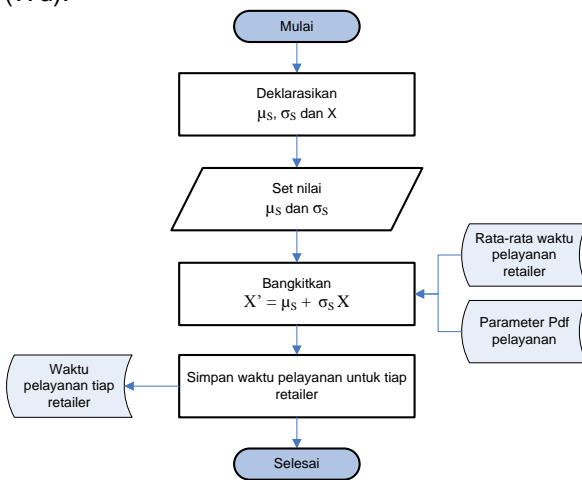 Mulai
Deklarasikan
μS, σS dan X
Set nilai
μS dan σS
Rata-rata waktu
pelayanan
retailer
Bangkitkan
X’ = μS + σS X
Parameter Pdf
pelayanan
Waktu
pelayanan tiap
retailer
Simpan waktu pelayanan untuk tiap
retailer
Selesai